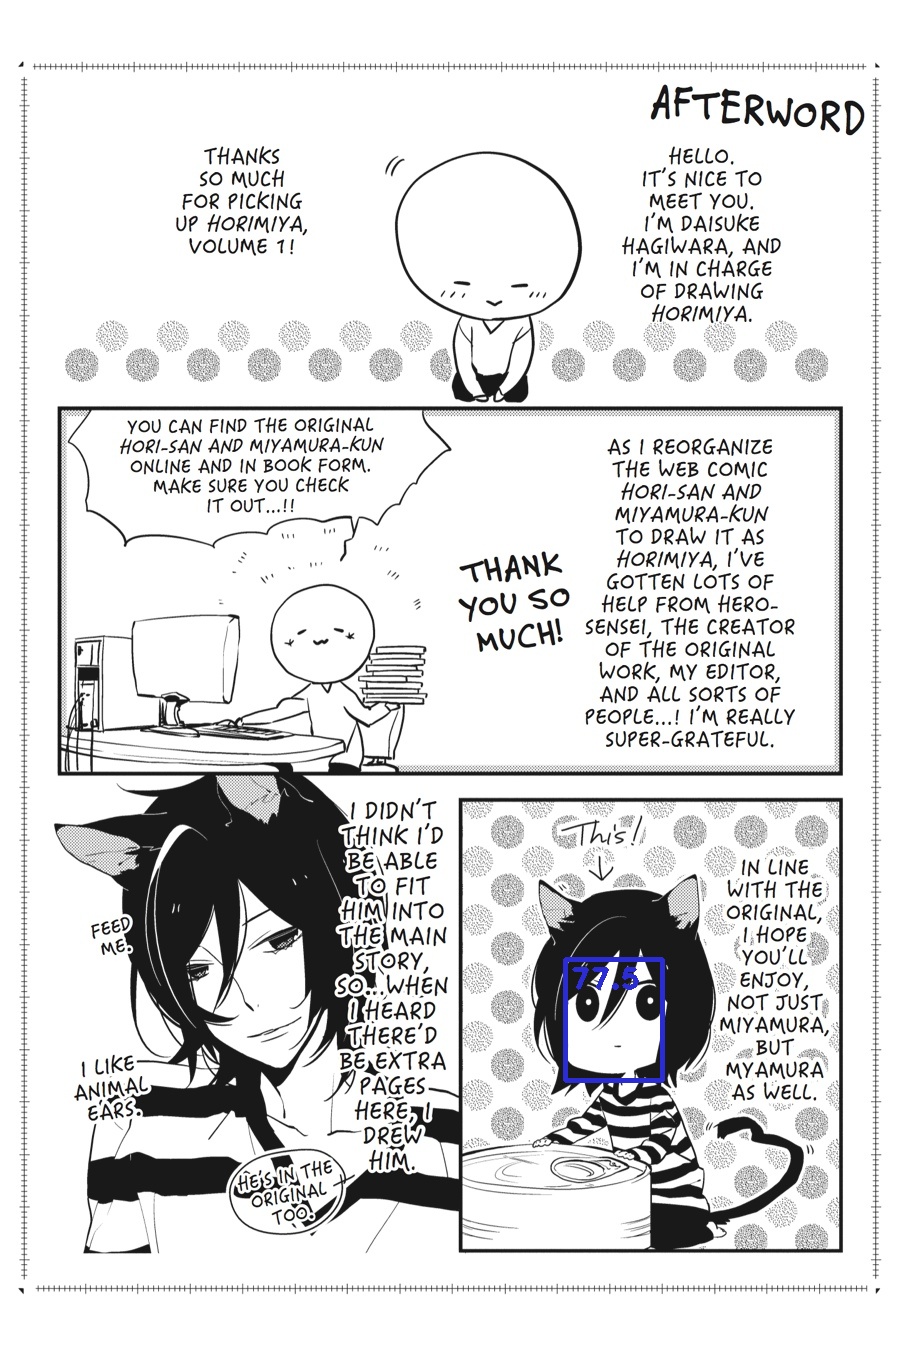 AFTERWORD
HELLO.
IT'S NICE TO
MEET YOU.
I'M DAISUKE
HAGIWARA, AND
I'M IN CHARGE
OF DRAWING
HORIMIYA.
THANKS
SO MUCH
FOR PICKING
UP HORIMIYA,
VOLUME 1!
AS I REORGANIZE
THE WEB COMIC
HORI-SAN AND
MIYAMURA-KUN
TO DRAW IT AS
HORIMIYA, I'VE
GOTTEN LOTS OF
HELP FROM HERO-
SENSEI, THE CREATOR
OF THE ORIGINAL
WORK, MY EDITOR,
AND ALL SORTS OF
PEOPLE...! I'M REALLY
SUPER-GRATEFUL.
THANK
YOU SO
MUCH!
YOU CAN FIND THE ORIGINAL
HORI-SAN AND MIYAMURA-KUN
ONLINE AND IN BOOK FORM.
MAKE SURE YOU CHECK
IT OUT...!!
IN LINE
WITH THE
ORIGINAL,
I HOPE
YOU'LL
ENJOY,
NOT JUST
MIYAMURA,
BUT
MYAMURA
AS WELL.
This!
77.5
I DIDN'T
THINK I'D
BE ABLE
TO FIT
HIM INTO
THE MAIN
STORY,
SO...WHEN
I HEARD
THERE'D
BE EXTRA
PAGES
HERE, I
DREW
HIM.
HE'S IN THE
ORIGINAL
TOO.
FEED
ME.
I LIKE
ANIMAL
EARS.